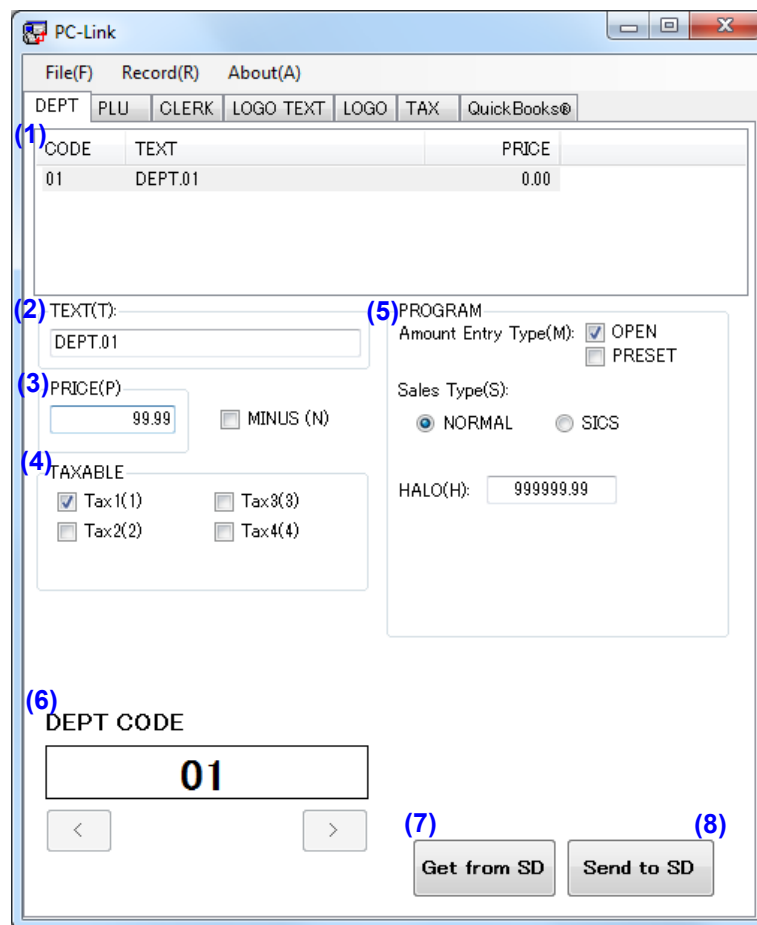 PC-Link
File(F) Record(R) About(A)
DEPT PLU CLERK LOGO TEXT LOGO TAX QuickBooks®
(1)
CODE TEXT PRICE
01 DEPT.01 0.00
(2) TEXT(T):
DEPT.01
(3) PRICE(P)
99.99 MINUS (N)
(4) TAXABLE
Tax1(1) Tax3(3)
Tax2(2) Tax4(4)
(5) PROGRAM
Amount Entry Type(M): OPEN
PRESET
Sales Type(S):
NORMAL SICS
HALO(H): 999999.99
(6)
DEPT CODE
01
< >
(7) (8)
Get from SD Send to SD